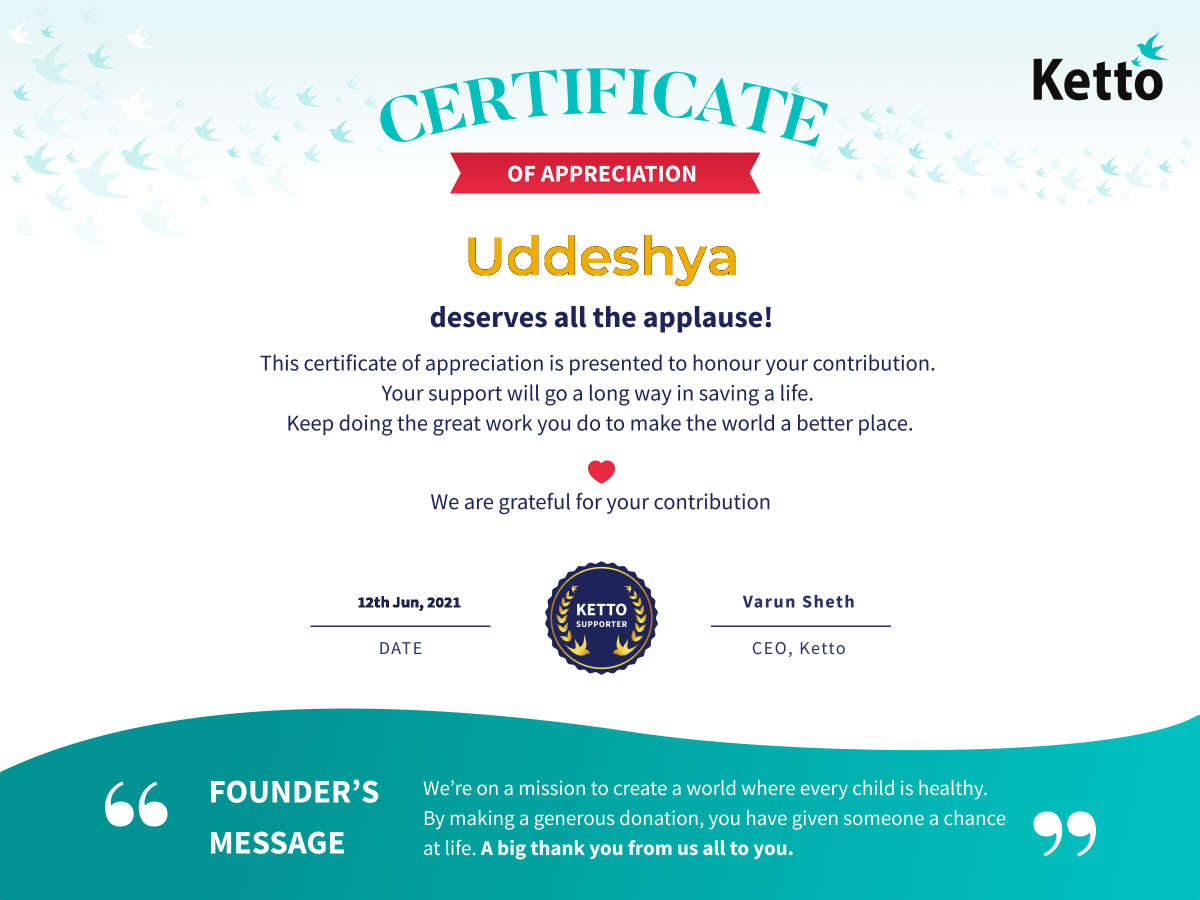 Ketto
CERTIFICATE
OF APPRECIATION
Uddeshya
deserves all the applause!
This certificate of appreciation is presented to honour your contribution.
Your support will go a long way in saving a life.
Keep doing the great work you do to make the world a better place.
We are grateful for your contribution
12th Jun, 2021
DATE
KETTO
SUPPORTER
Varun Sheth
CEO, Ketto
“
FOUNDER’S
MESSAGE
We’re on a mission to create a world where every child is healthy.
By making a generous donation, you have given someone a chance
at life. A big thank you from us all to you.
”